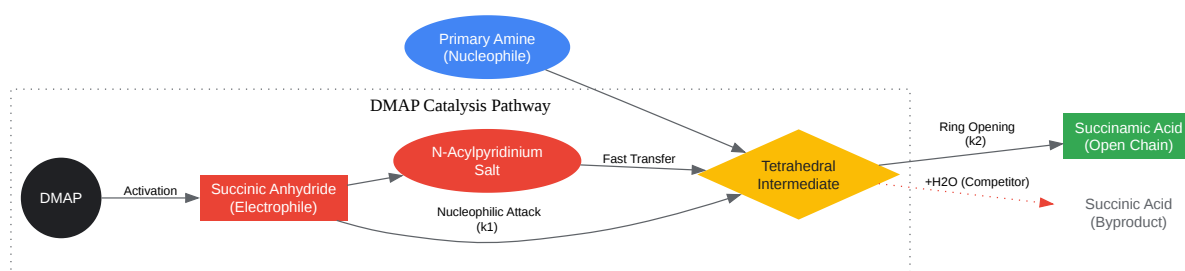 Primary Amine
(Nucleophile)
DMAP Catalysis Pathway
DMAP
Activation
Succinic Anhydride
(Electrophile)
N-Acylpyridinium
Salt
Fast Transfer
Nucleophilic Attack
(k1)
Tetrahedral
Intermediate
Ring Opening
(k2)
+H2O (Competitor)
Succinamic Acid
(Open Chain)
Succinic Acid
(Byproduct)